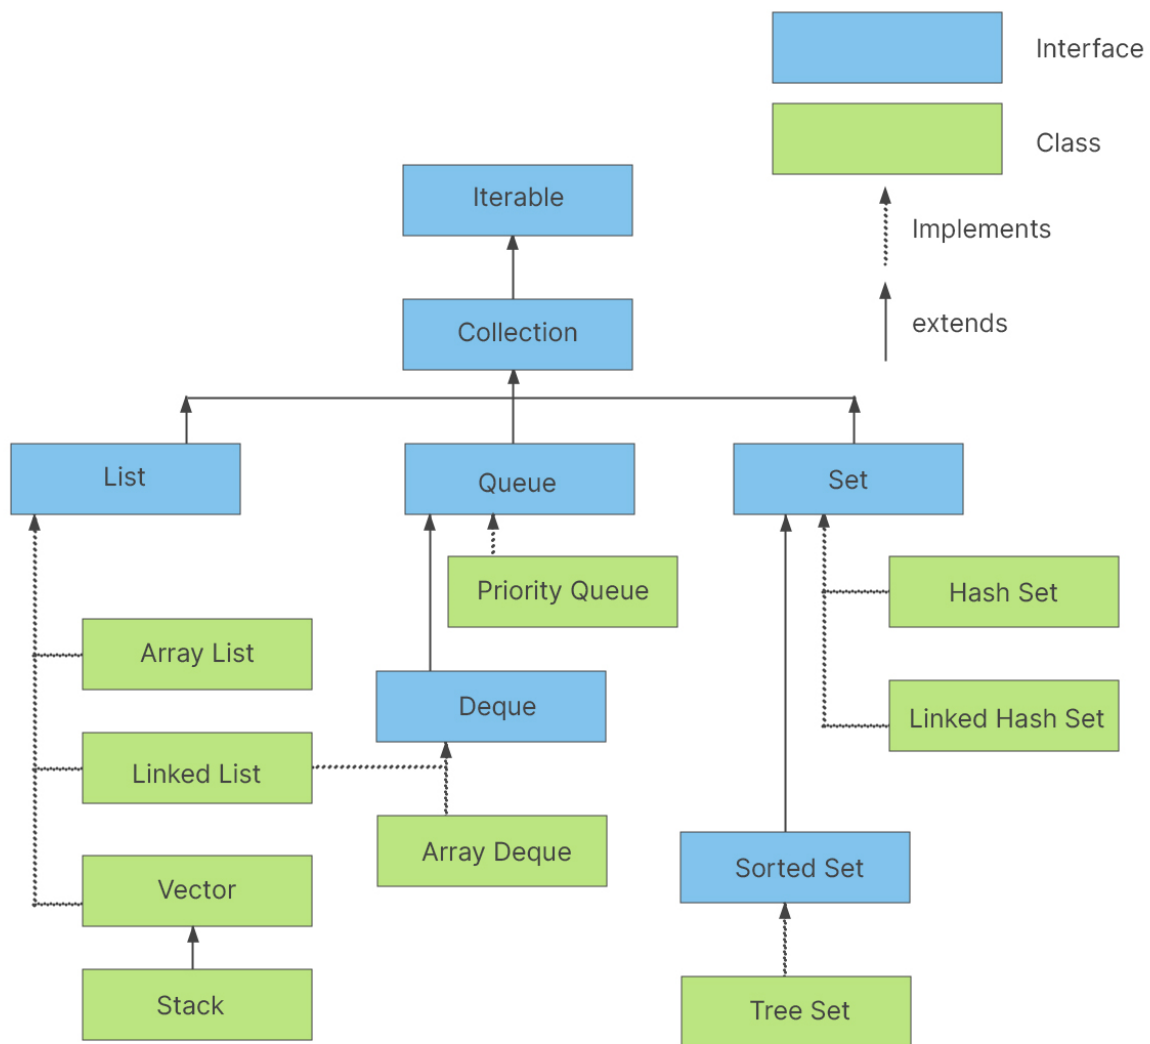 Interface
Class
Implements
extends
Iterable
Collection
List
Queue
Set
Priority Queue
Hash Set
Array List
Deque
Linked Hash Set
Linked List
Array Deque
Sorted Set
Vector
Stack
Tree Set